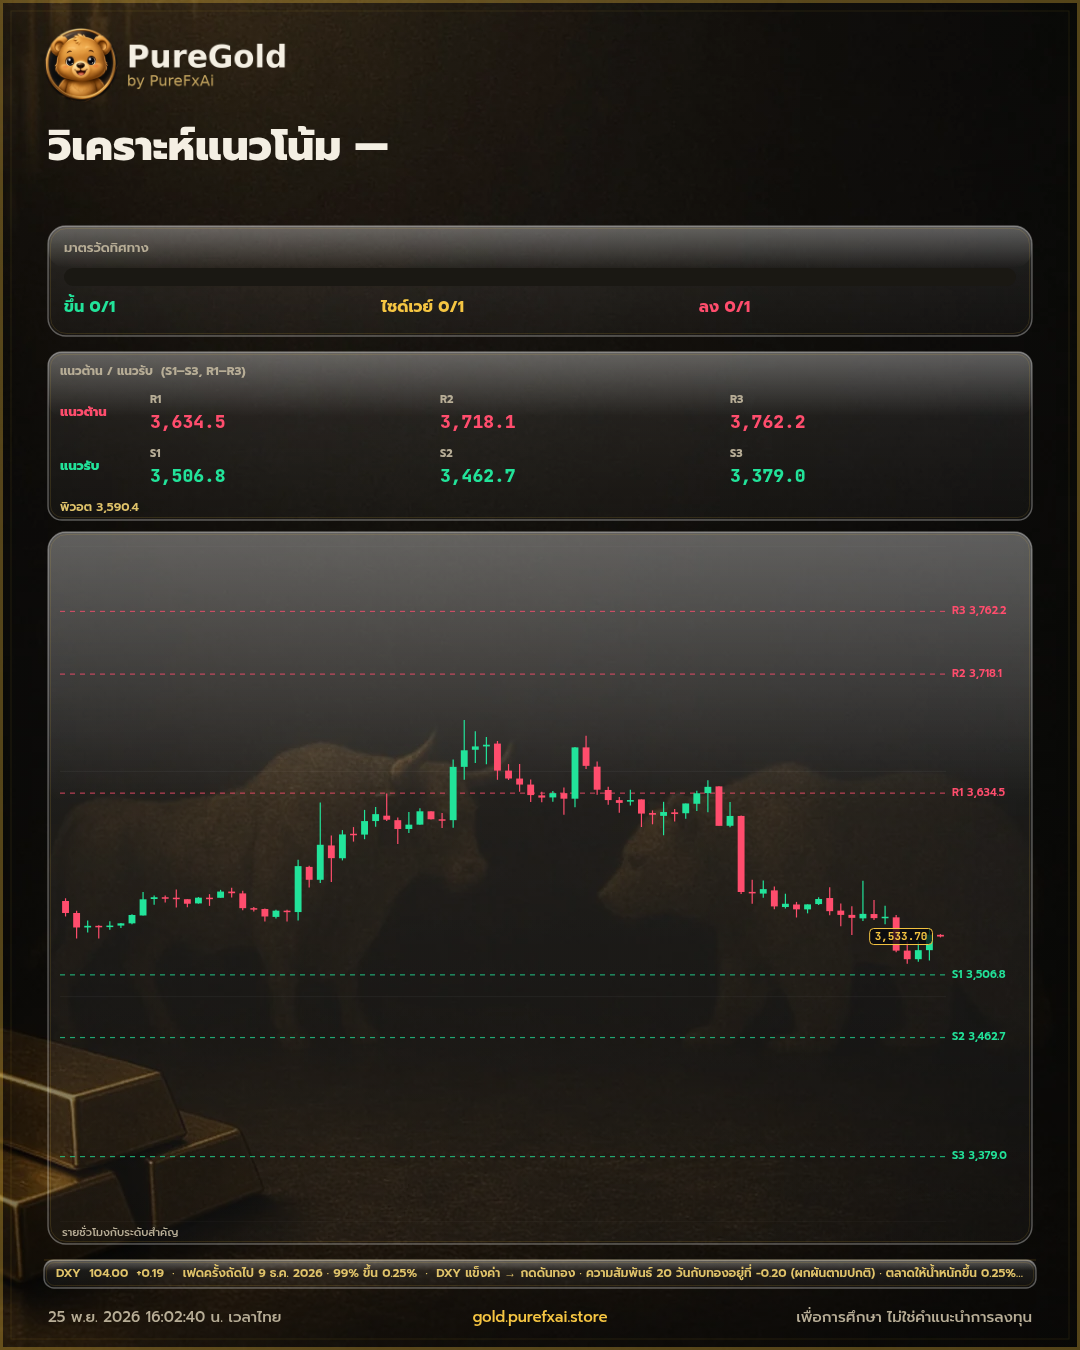 PureGold
by PureFxAi
วิเคราะห์แนวโน้ม —
มาตรวัดทิศทาง
ขึ้น 0/1 ไซด์เวย์ 0/1 ลง 0/1
แนวต้าน / แนวรับ (S1–S3, R1–R3)
R1 R2 R3
แนวต้าน 3,634.5 3,718.1 3,762.2
S1 S2 S3
แนวรับ 3,506.8 3,462.7 3,379.0
พิวอต 3,590.4
R3 3,762.2
R2 3,718.1
R1 3,634.5
3,533.70
S1 3,506.8
S2 3,462.7
S3 3,379.0
รายชั่วโมงกับระดับสำคัญ
DXY 104.00 +0.19 · เฟดครั้งถัดไป 9 ธ.ค. 2026 · 99% ขึ้น 0.25% · DXY แข็งค่า → กดดันทอง · ความสัมพันธ์ 20 วันกับทองอยู่ที่ -0.20 (ผกผันตามปกติ) · ตลาดให้น้ำหนักขึ้น 0.25%...
25 พ.ย. 2026 16:02:40 น. เวลาไทย gold.purefxai.store เพื่อการศึกษา ไม่ใช่คำแนะนำการลงทุน